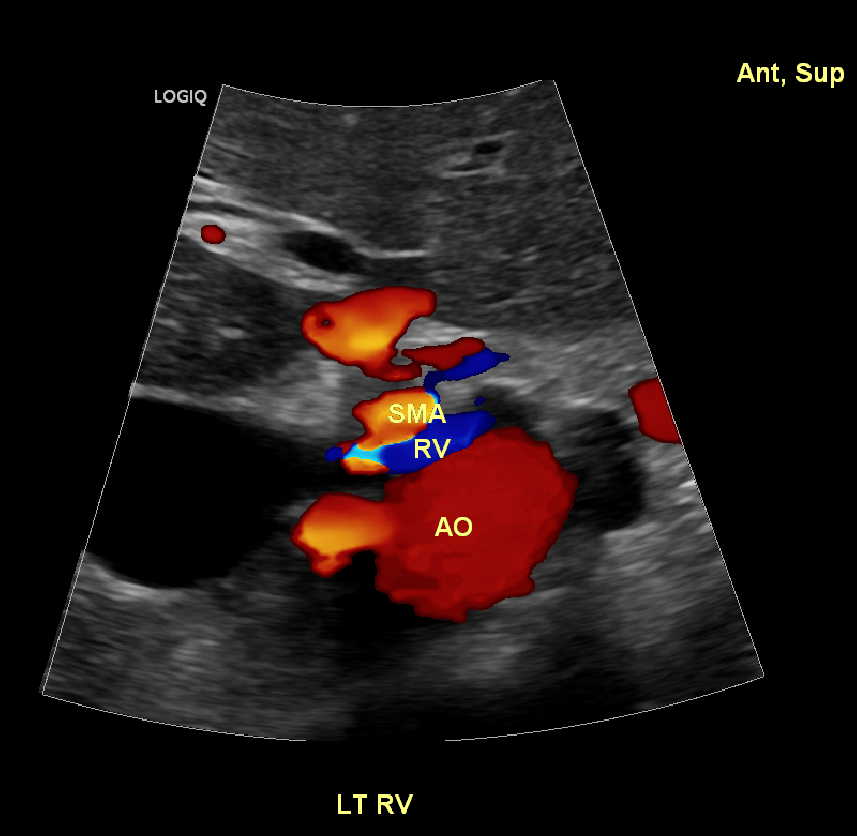 Ant, Sup
LOGIQ
SMA
RV
AO
LT RV